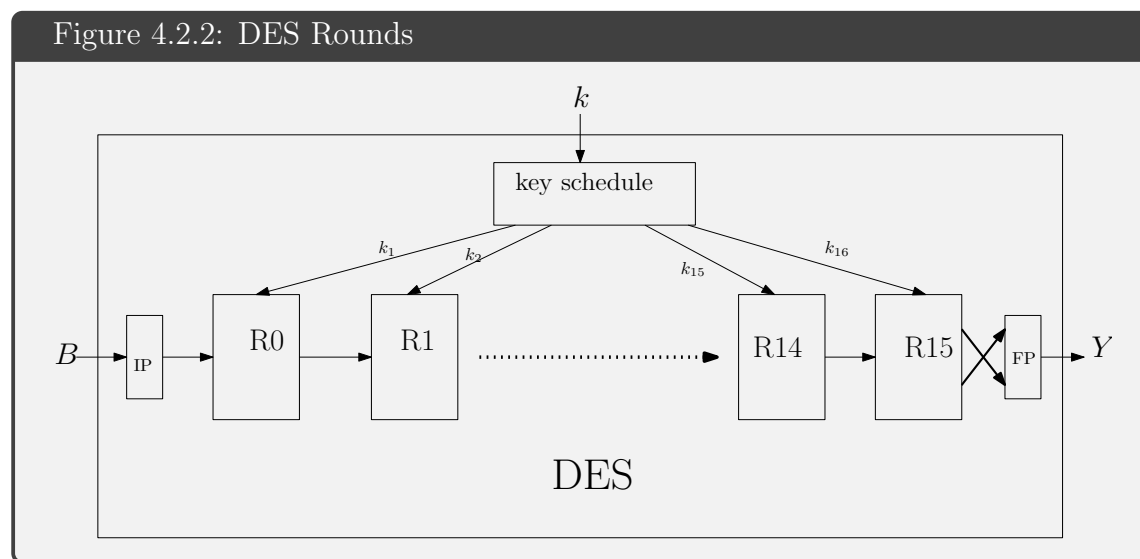 Figure 4.2.2: DES Rounds
k
key schedule
k₁
k₂
k₁₅
k₁₆
B
IP
R0
R1
R14
R15
FP
Y
DES